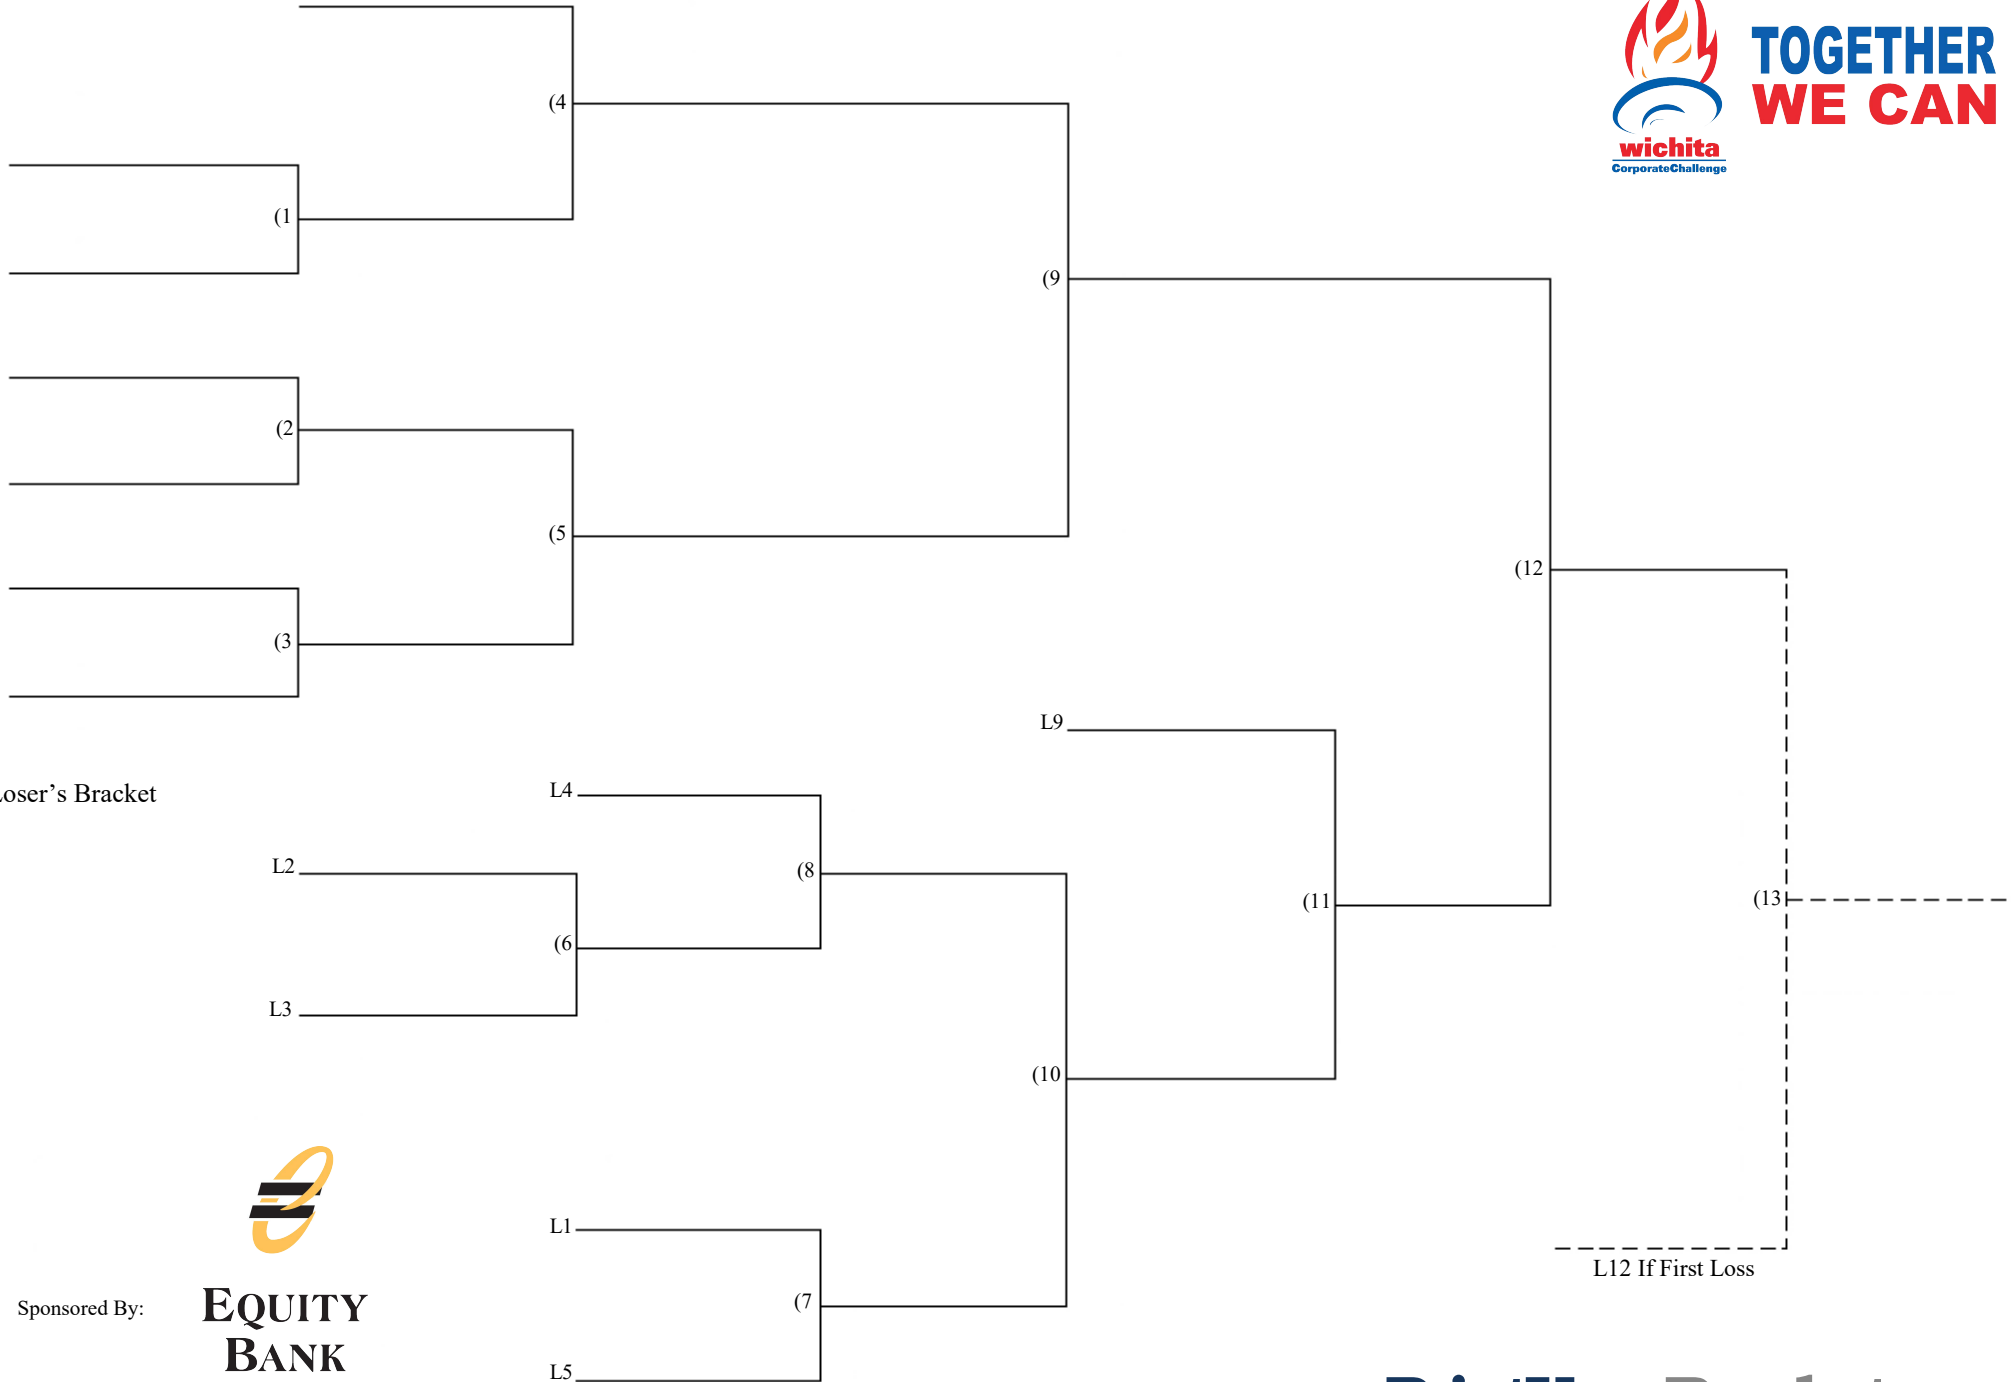 TOGETHER
WE CAN
wichita
CorporateChallenge
(4
(1
(9
(2
(5
(12
(3
L9
Loser's Bracket
L4
L2
(8
(11
(13
(6
L3
(10
L1
L12 If First Loss
(7
Sponsored By:
EQUITY
BANK
L5